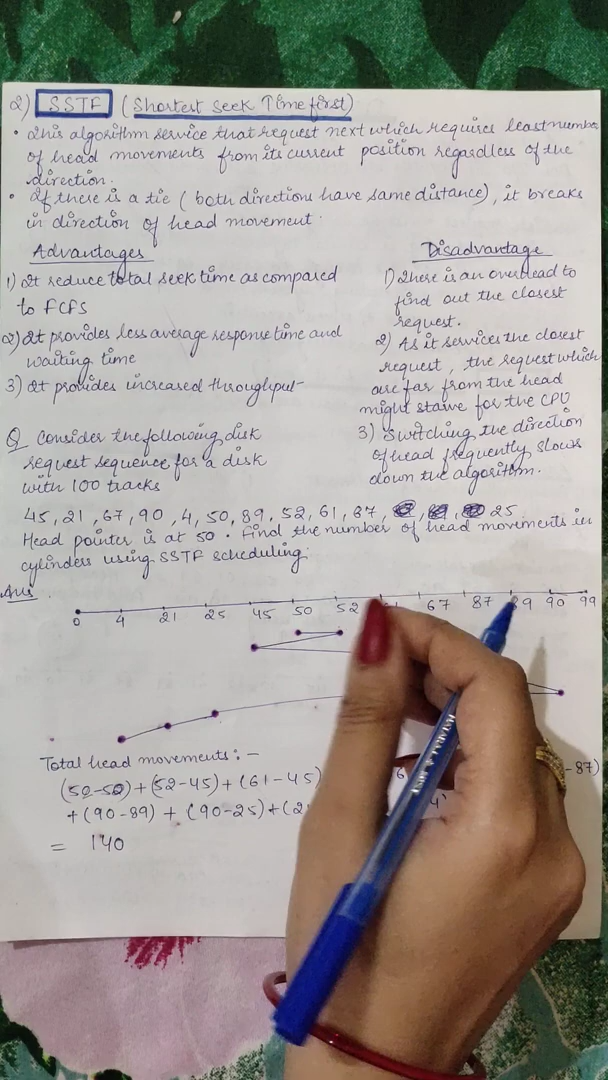 2) SSTF (Shortest Seek Time first)
• This algorithm service that request next which requires least number
of head movements from its current position regardless of the
direction.
• If there is a tie (both directions have same distance), it breaks
in direction of head movement.
Advantages
1) It reduce total seek time as compared
to FCFS
2) It provides less average response time and
waiting time
3) It provides increased throughput
Disadvantage
1) There is an overhead to
find out the closest
request.
2) As it services the closest
request, the request which
are far from the head
might starve for the CPU
3) Switching the direction
of head frequently slows
down the algorithm.
Q Consider the following disk
request sequence for a disk
with 100 tracks
45, 21, 67, 90, 4, 50, 89, 52, 61, 87, 25
Head pointer is at 50. Find the number of head movements in
cylinders using SSTF scheduling.
Ans
0 4 21 25 45 50 52 67 87 89 90 99
Total head movements :-
(52-50)+(52-45)+(61-45) -87)
+(90-89) + (90-25)+(2
= 140